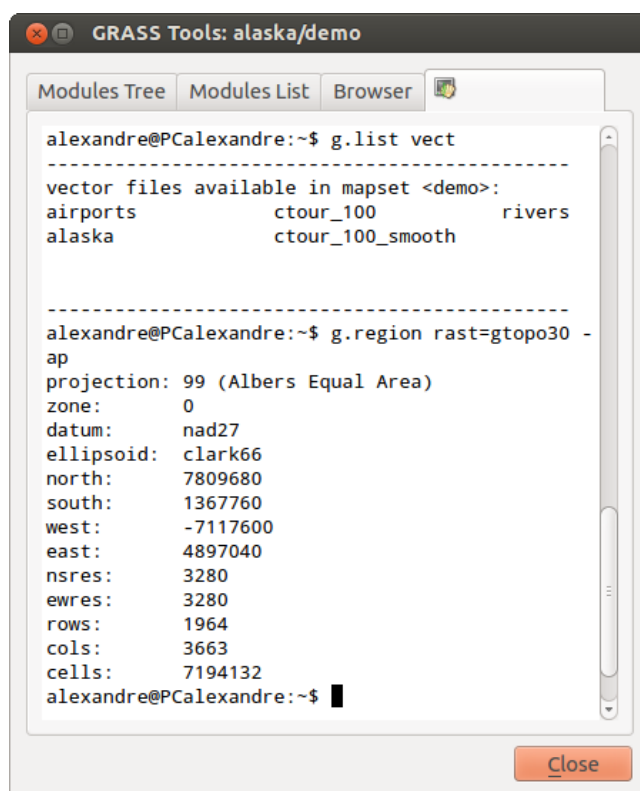 GRASS Tools: alaska/demo
Modules Tree Modules List Browser
alexandre@PCalexandre:~$ g.list vect
----------------------------------------------
vector files available in mapset <demo>:
airports ctour_100 rivers
alaska ctour_100_smooth
----------------------------------------------
alexandre@PCalexandre:~$ g.region rast=gtopo30 -
ap
projection: 99 (Albers Equal Area)
zone: 0
datum: nad27
ellipsoid: clark66
north: 7809680
south: 1367760
west: -7117600
east: 4897040
nsres: 3280
ewres: 3280
rows: 1964
cols: 3663
cells: 7194132
alexandre@PCalexandre:~$
Close